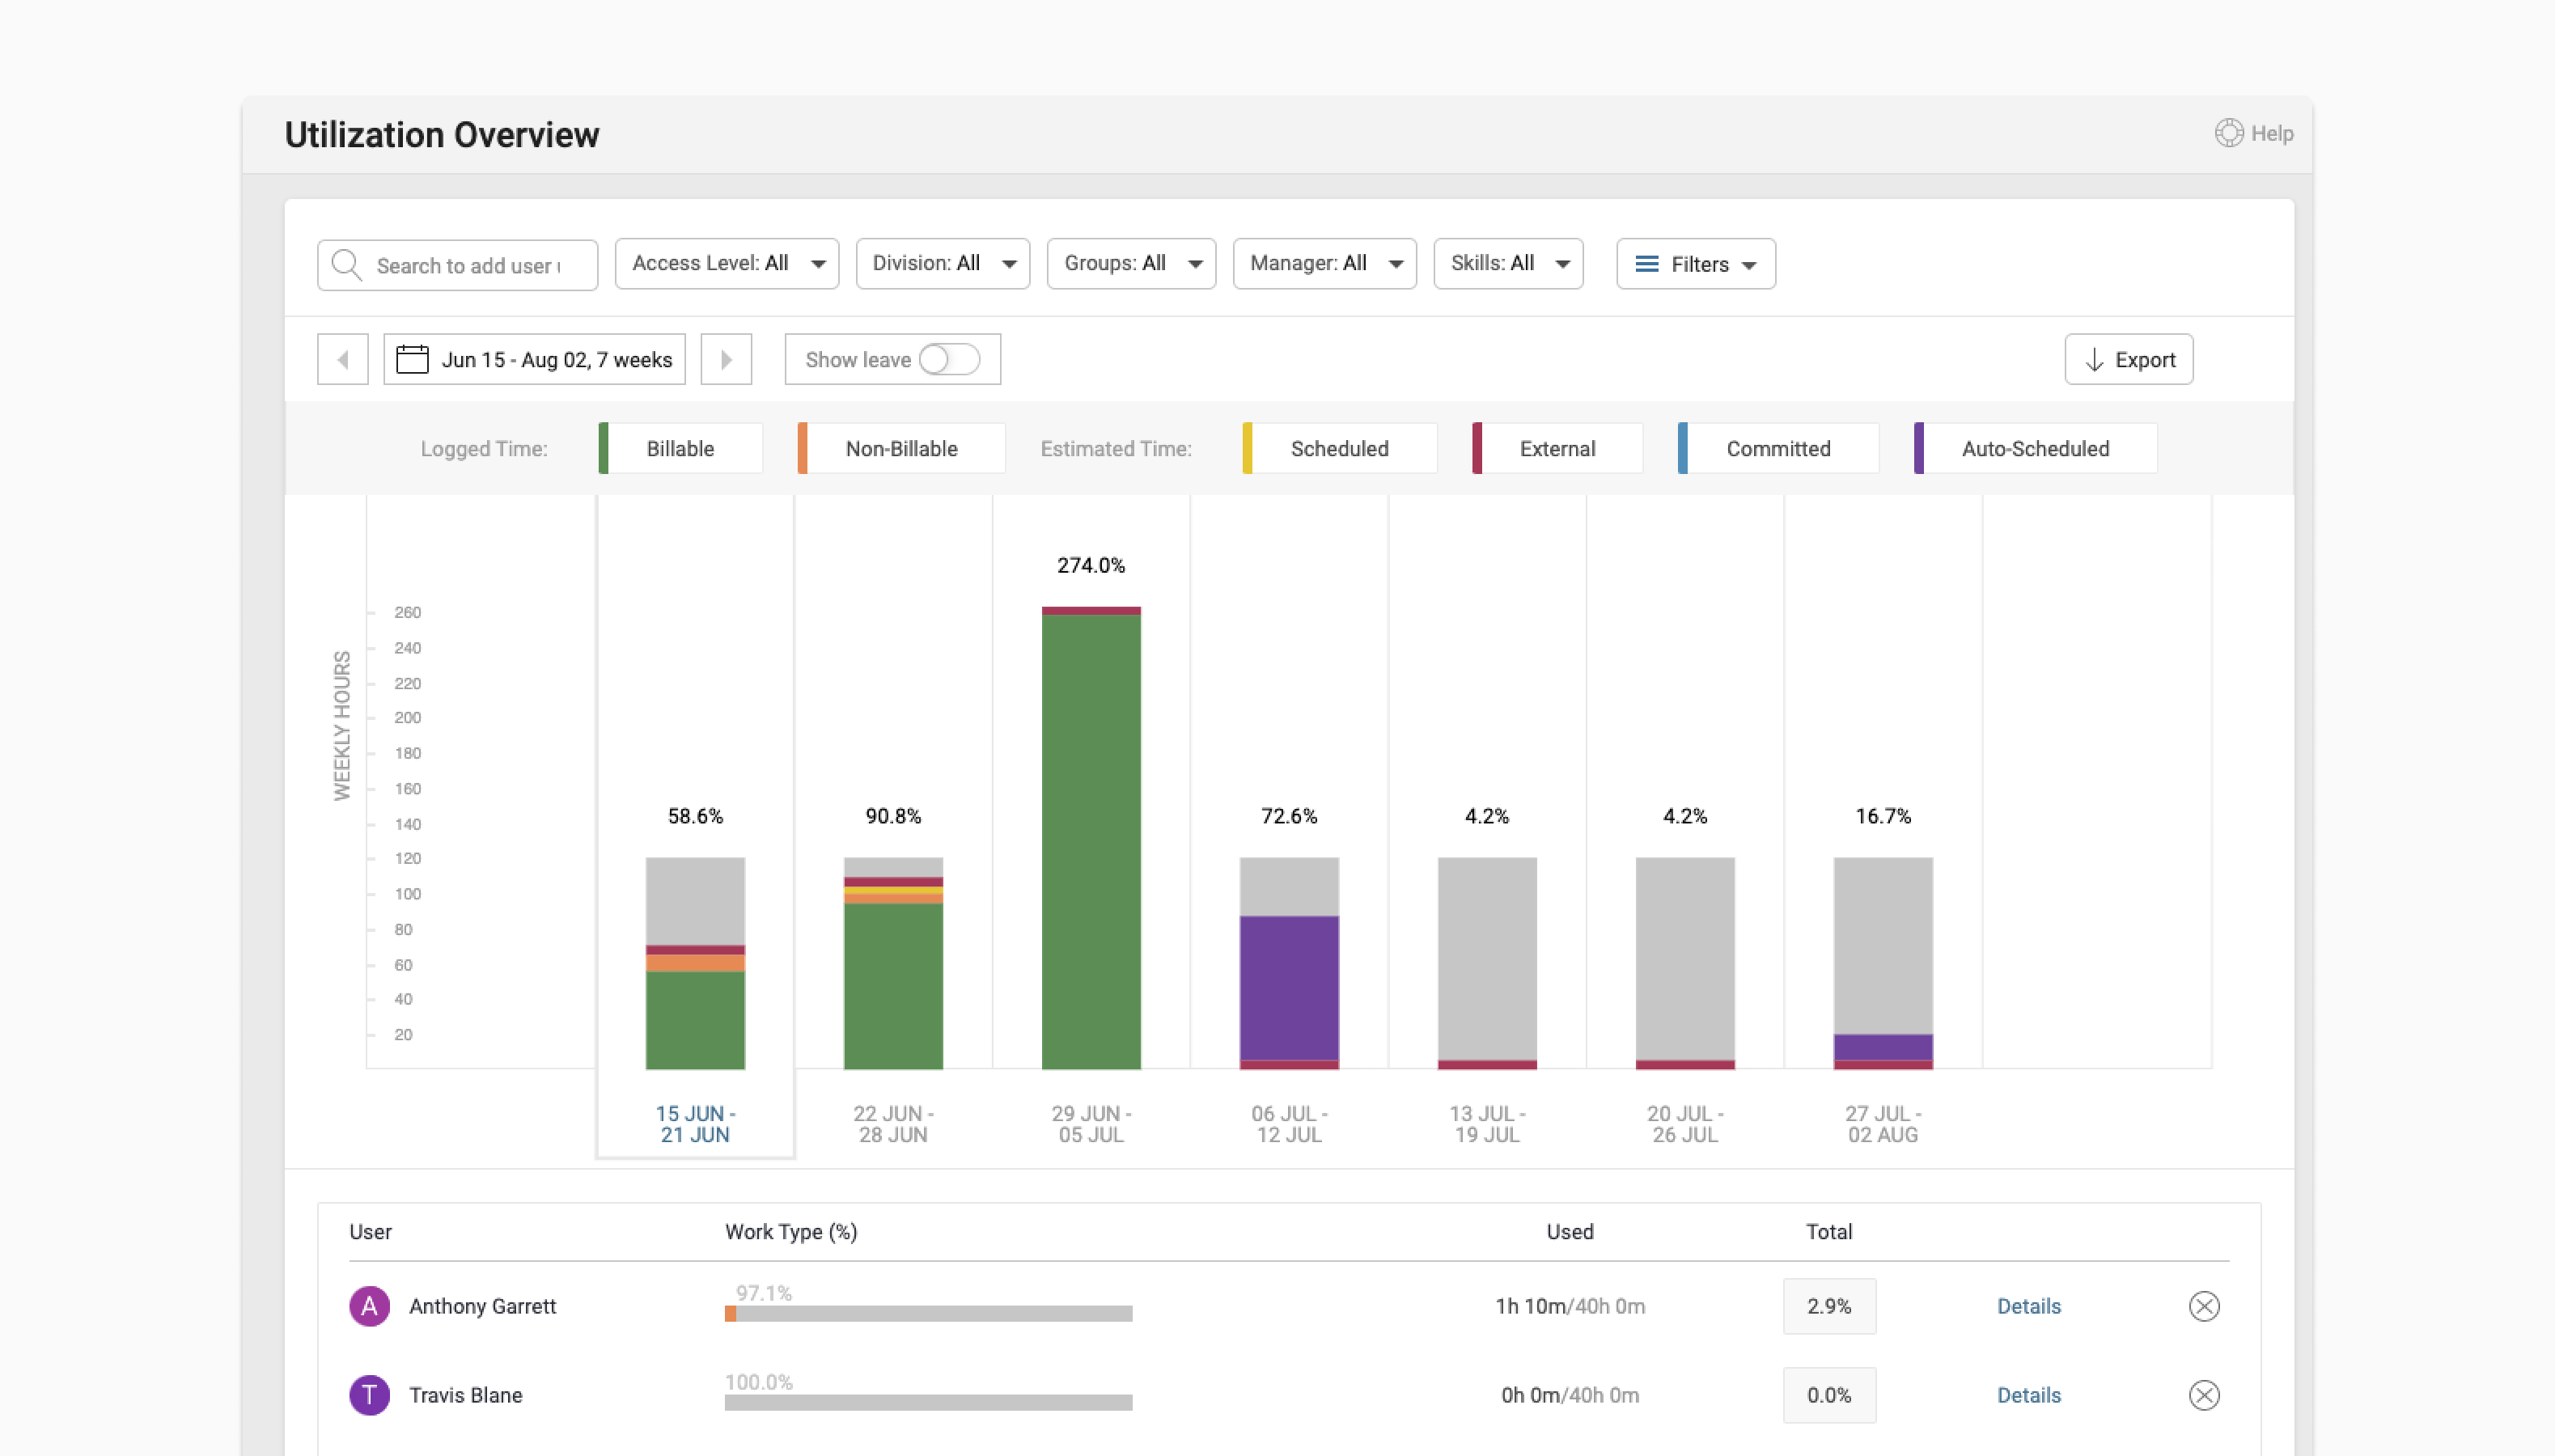 Utilization Overview
Help
Search to add user
Access Level: All
Division: All
Groups: All
Manager: All
Skills: All
Filters
Jun 15 - Aug 02, 7 weeks
Show leave
Export
Logged Time:
Billable
Non-Billable
Estimated Time:
Scheduled
External
Committed
Auto-Scheduled
WEEKLY HOURS
260
240
220
200
180
160
140
120
100
80
60
40
20
58.6%
90.8%
274.0%
72.6%
4.2%
4.2%
16.7%
15 JUN -
21 JUN
22 JUN -
28 JUN
29 JUN -
05 JUL
06 JUL -
12 JUL
13 JUL -
19 JUL
20 JUL -
26 JUL
27 JUL -
02 AUG
User
Work Type (%)
Used
Total
A
Anthony Garrett
97.1%
1h 10m/40h 0m
2.9%
Details
T
Travis Blane
100.0%
0h 0m/40h 0m
0.0%
Details